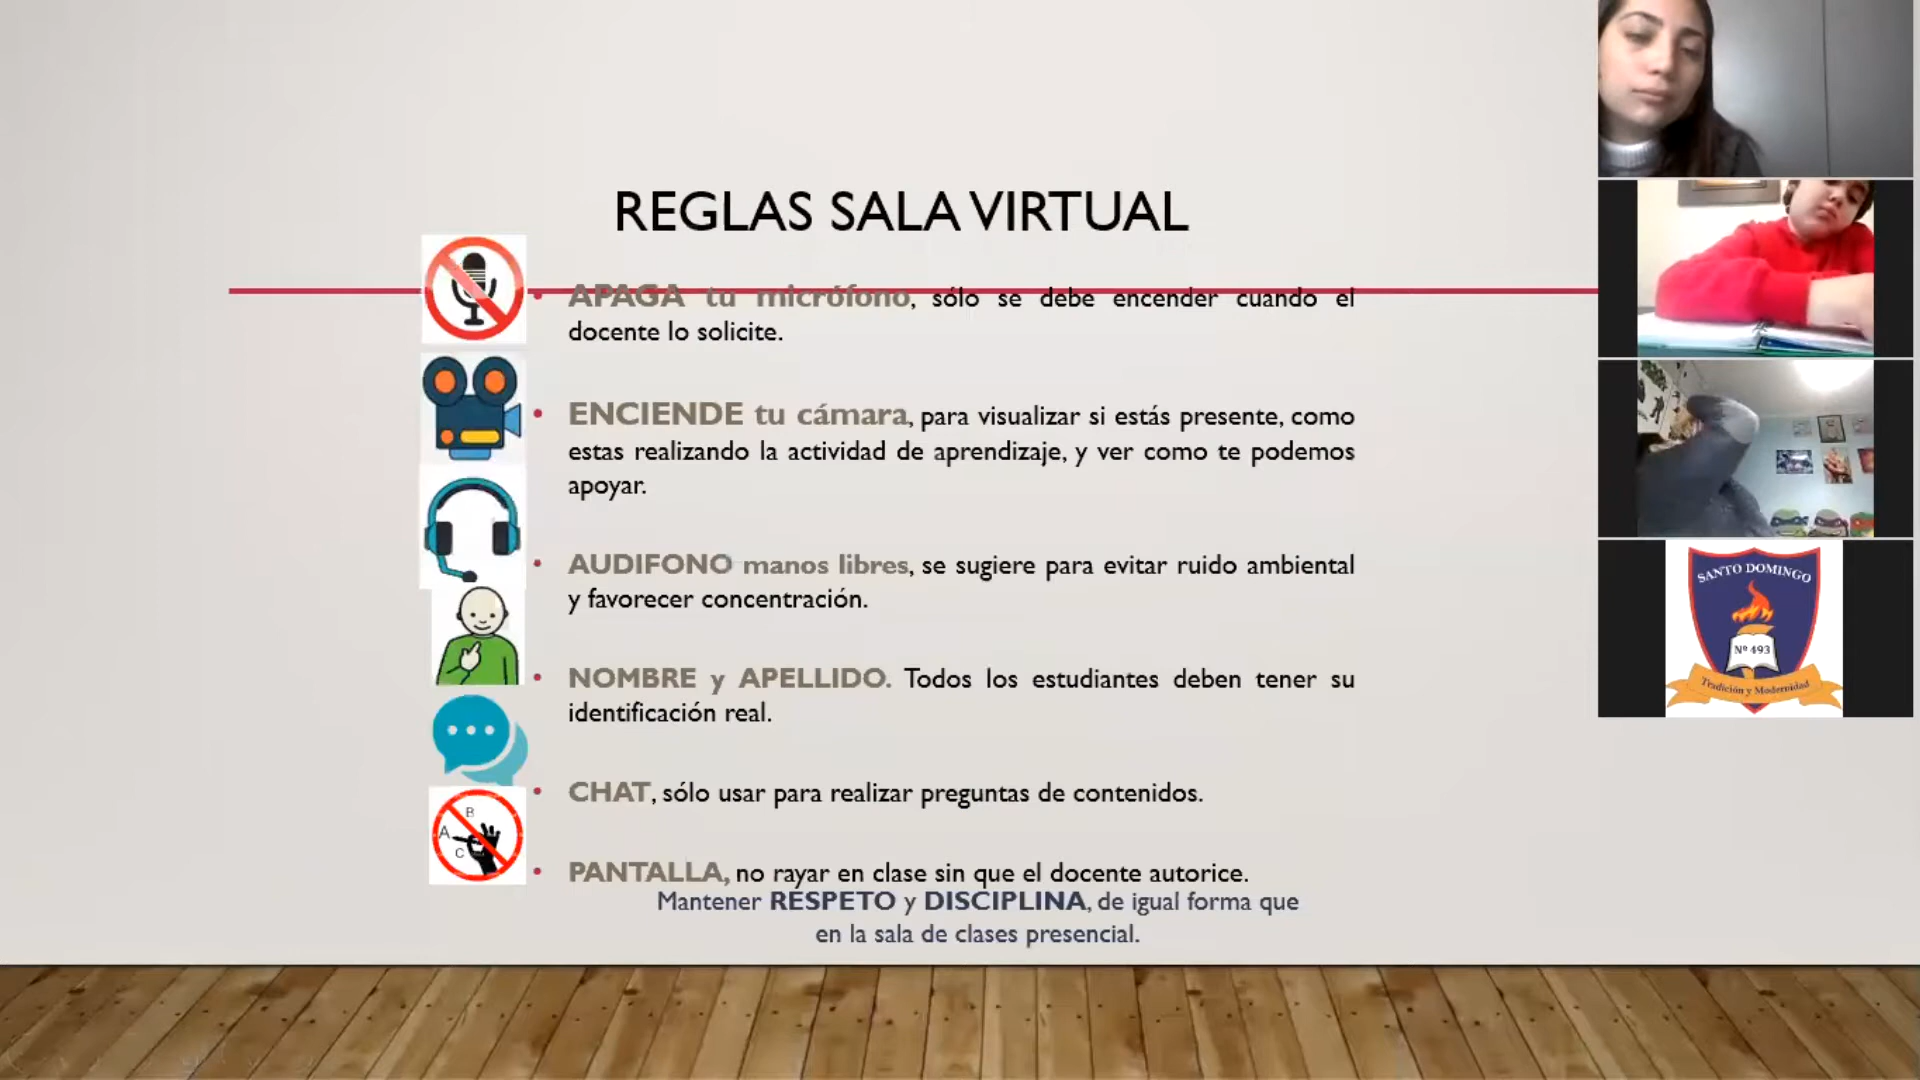 REGLAS SALA VIRTUAL
APAGA tu micrófono, sólo se debe encender cuando el
docente lo solicite.
ENCIENDE tu cámara, para visualizar si estás presente, como
estas realizando la actividad de aprendizaje, y ver como te podemos
apoyar.
AUDIFONO manos libres, se sugiere para evitar ruido ambiental
y favorecer concentración.
NOMBRE y APELLIDO. Todos los estudiantes deben tener su
identificación real.
CHAT, sólo usar para realizar preguntas de contenidos.
B
A
C
PANTALLA, no rayar en clase sin que el docente autorice.
Mantener RESPETO y DISCIPLINA, de igual forma que
en la sala de clases presencial.
SANTO DOMINGO
Nº 493
Tradición y Modernidad